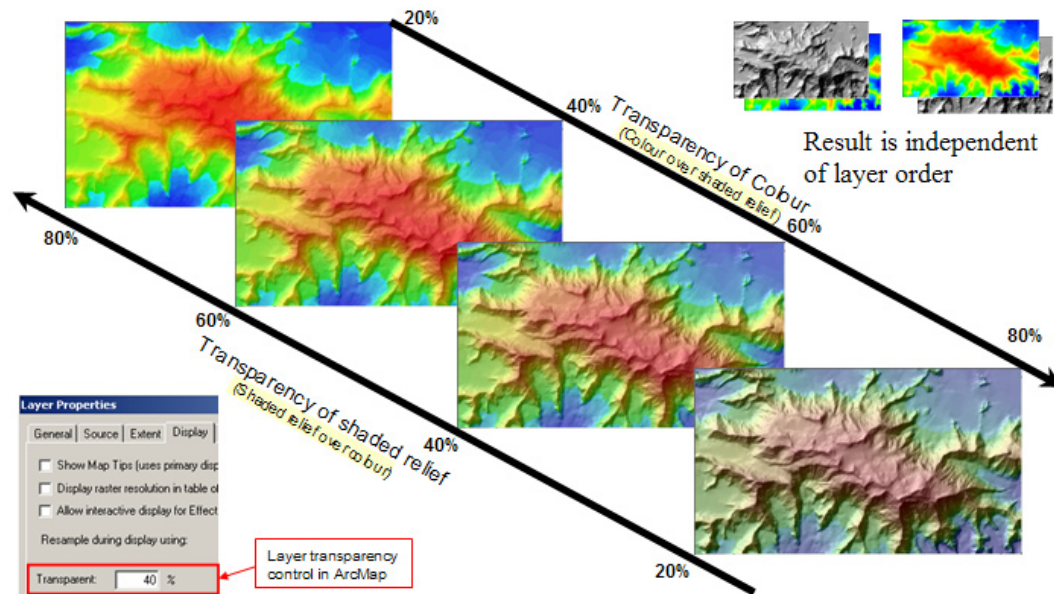 20%
40%
Transparency of Colour
(Colour over shaded relief)
60%
80%
Result is independent
of layer order
80%
60%
Transparency of shaded relief
(Shaded relief over colour)
40%
20%
Layer Properties
General
Source
Extent
Display
Show Map Tips (uses primary disp
Display raster resolution in table of
Allow interactive display for Effect
Resample during display using:
Transparent: 40 %
Layer transparency
control in ArcMap